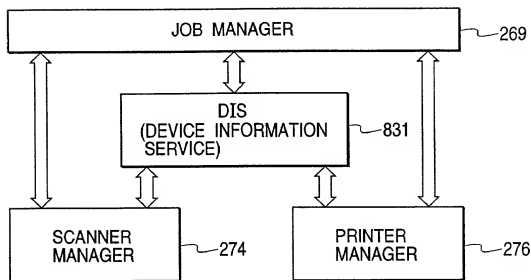 JOB MANAGER
269
DIS
(DEVICE INFORMATION
SERVICE)
831
SCANNER
MANAGER
274
PRINTER
MANAGER
276